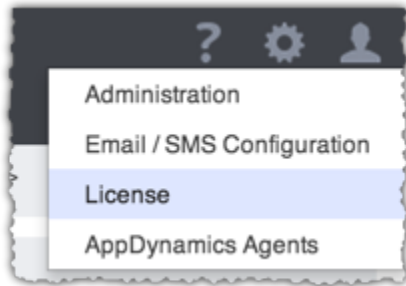 ?
Administration
Email / SMS Configuration
License
AppDynamics Agents